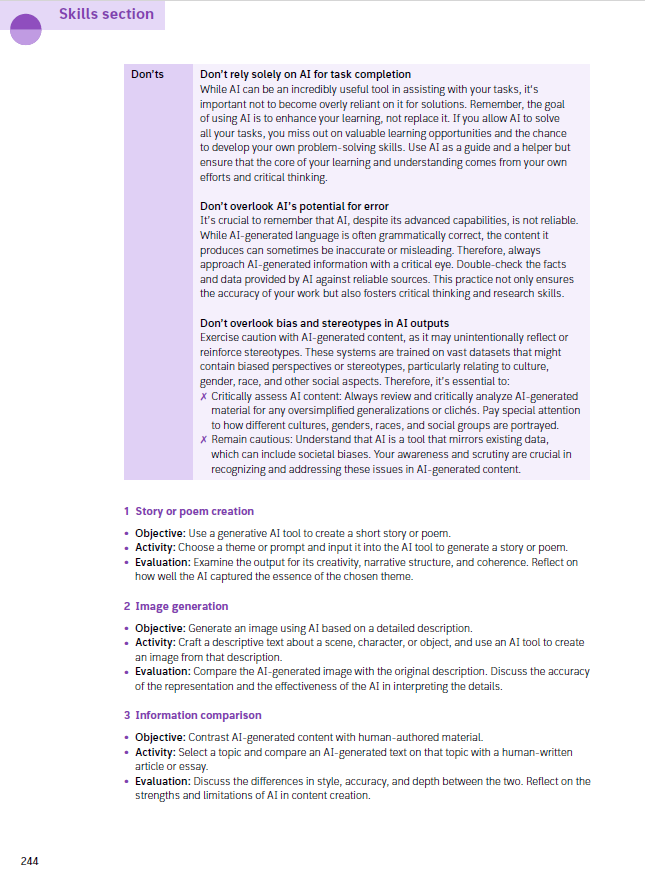 Skills section
Don'ts
Don't rely solely on AI for task completion
While AI can be an incredibly useful tool in assisting with your tasks, it's
important not to become overly reliant on it for solutions. Remember, the goal
of using AI is to enhance your learning, not replace it. If you allow AI to solve
all your tasks, you miss out on valuable learning opportunities and the chance
to develop your own problem-solving skills. Use AI as a guide and a helper but
ensure that the core of your learning and understanding comes from your own
efforts and critical thinking.
Don't overlook AI's potential for error
It's crucial to remember that AI, despite its advanced capabilities, is not reliable.
While AI-generated language is often grammatically correct, the content it
produces can sometimes be inaccurate or misleading. Therefore, always
approach AI-generated information with a critical eye. Double-check the facts
and data provided by AI against reliable sources. This practice not only ensures
the accuracy of your work but also fosters critical thinking and research skills.
Don't overlook bias and stereotypes in AI outputs
Exercise caution with AI-generated content, as it may unintentionally reflect or
reinforce stereotypes. These systems are trained on vast datasets that might
contain biased perspectives or stereotypes, particularly relating to culture,
gender, race, and other social aspects. Therefore, it's essential to:
✗ Critically assess AI content: Always review and critically analyze AI-generated
material for any oversimplified generalizations or clichés. Pay special attention
to how different cultures, genders, races, and social groups are portrayed.
✗ Remain cautious: Understand that AI is a tool that mirrors existing data,
which can include societal biases. Your awareness and scrutiny are crucial in
recognizing and addressing these issues in AI-generated content.
1 Story or poem creation
• Objective: Use a generative AI tool to create a short story or poem.
• Activity: Choose a theme or prompt and input it into the AI tool to generate a story or poem.
• Evaluation: Examine the output for its creativity, narrative structure, and coherence. Reflect on
how well the AI captured the essence of the chosen theme.
2 Image generation
• Objective: Generate an image using AI based on a detailed description.
• Activity: Craft a descriptive text about a scene, character, or object, and use an AI tool to create
an image from that description.
• Evaluation: Compare the AI-generated image with the original description. Discuss the accuracy
of the representation and the effectiveness of the AI in interpreting the details.
3 Information comparison
• Objective: Contrast AI-generated content with human-authored material.
• Activity: Select a topic and compare an AI-generated text on that topic with a human-written
article or essay.
• Evaluation: Discuss the differences in style, accuracy, and depth between the two. Reflect on the
strengths and limitations of AI in content creation.
244